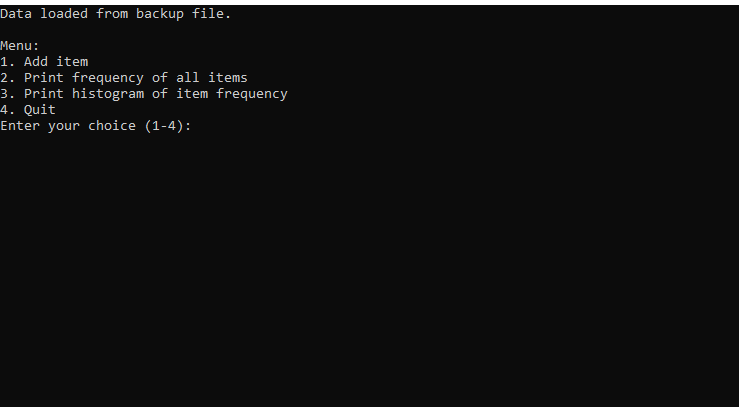 Data loaded from backup file.
Menu:
1. Add item
2. Print frequency of all items
3. Print histogram of item frequency
4. Quit
Enter your choice (1-4):